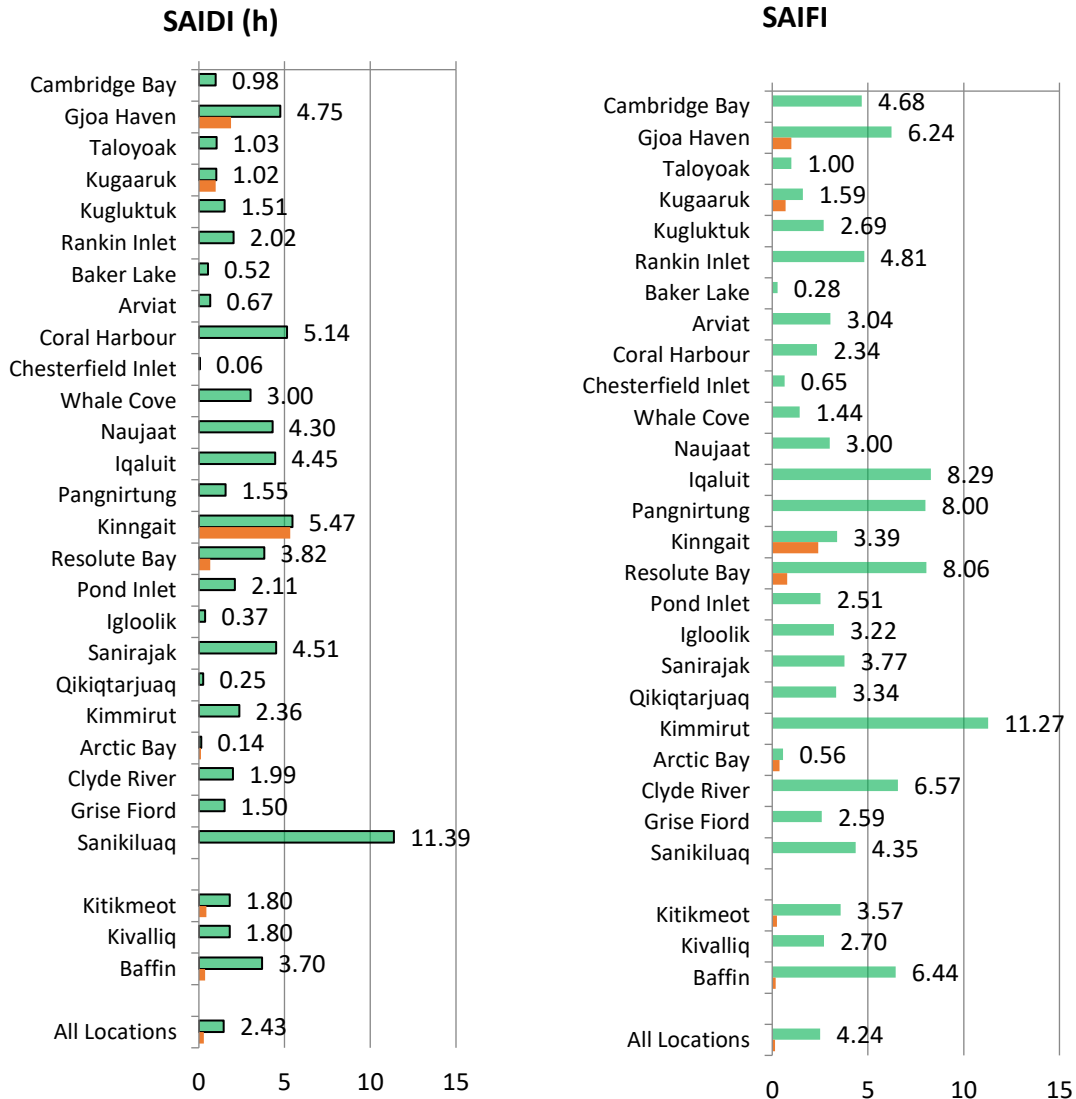 SAIDI (h)
Cambridge Bay 0.98
Gjoa Haven 4.75
Taloyoak 1.03
Kugaaruk 1.02
Kugluktuk 1.51
Rankin Inlet 2.02
Baker Lake 0.52
Arviat 0.67
Coral Harbour 5.14
Chesterfield Inlet 0.06
Whale Cove 3.00
Naujaat 4.30
Iqaluit 4.45
Pangnirtung 1.55
Kinngait 5.47
Resolute Bay 3.82
Pond Inlet 2.11
Igloolik 0.37
Sanirajak 4.51
Qikiqtarjuaq 0.25
Kimmirut 2.36
Arctic Bay 0.14
Clyde River 1.99
Grise Fiord 1.50
Sanikiluaq 11.39
Kitikmeot 1.80
Kivalliq 1.80
Baffin 3.70
All Locations 2.43
0 5 10 15
SAIFI
Cambridge Bay 4.68
Gjoa Haven 6.24
Taloyoak 1.00
Kugaaruk 1.59
Kugluktuk 2.69
Rankin Inlet 4.81
Baker Lake 0.28
Arviat 3.04
Coral Harbour 2.34
Chesterfield Inlet 0.65
Whale Cove 1.44
Naujaat 3.00
Iqaluit 8.29
Pangnirtung 8.00
Kinngait 3.39
Resolute Bay 8.06
Pond Inlet 2.51
Igloolik 3.22
Sanirajak 3.77
Qikiqtarjuaq 3.34
Kimmirut 11.27
Arctic Bay 0.56
Clyde River 6.57
Grise Fiord 2.59
Sanikiluaq 4.35
Kitikmeot 3.57
Kivalliq 2.70
Baffin 6.44
All Locations 4.24
0 5 10 15